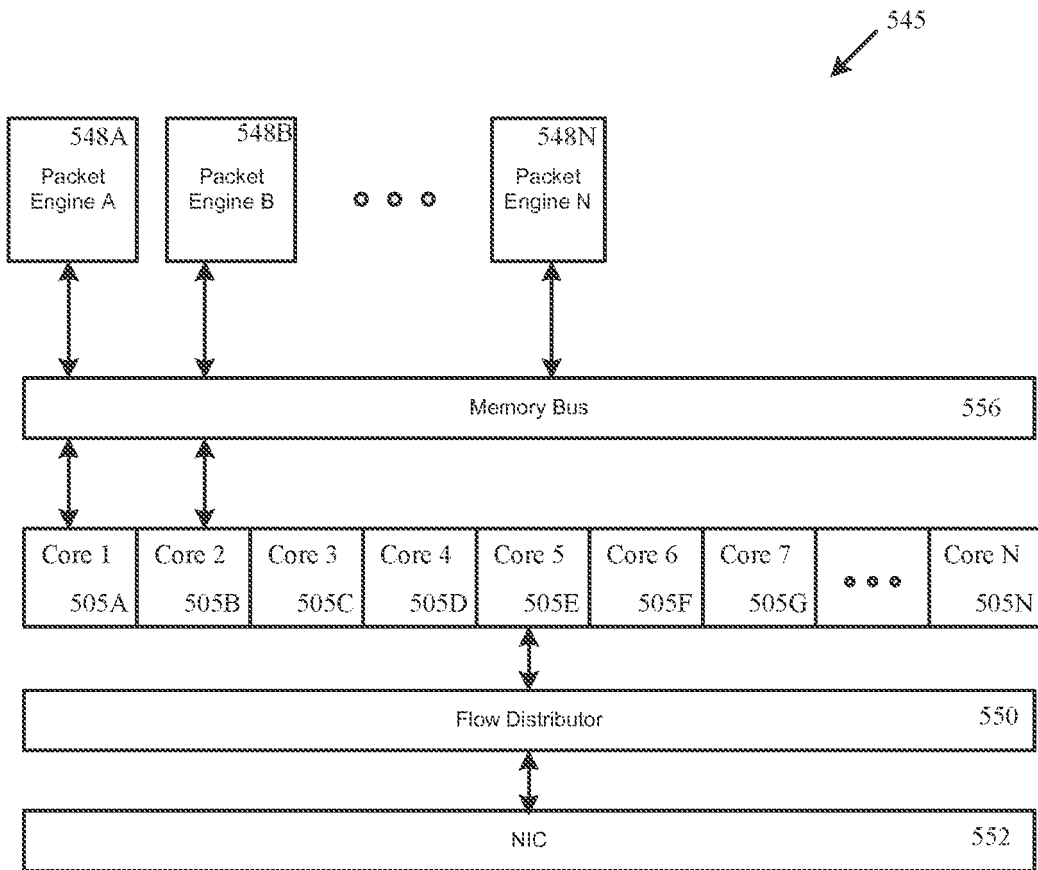 545
548A
Packet
Engine A
548B
Packet
Engine B
548N
Packet
Engine N
Memory Bus
556
Core 1
505A
Core 2
505B
Core 3
505C
Core 4
505D
Core 5
505E
Core 6
505F
Core 7
505G
Core N
505N
Flow Distributor
550
NIC
552